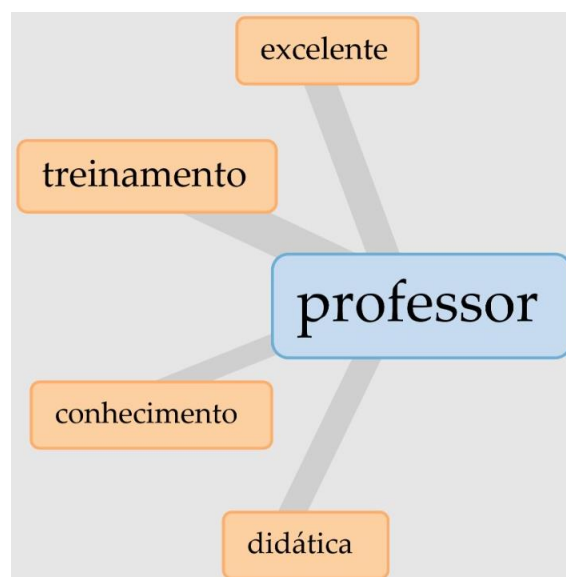 excelente
treinamento
professor
conhecimento
didática